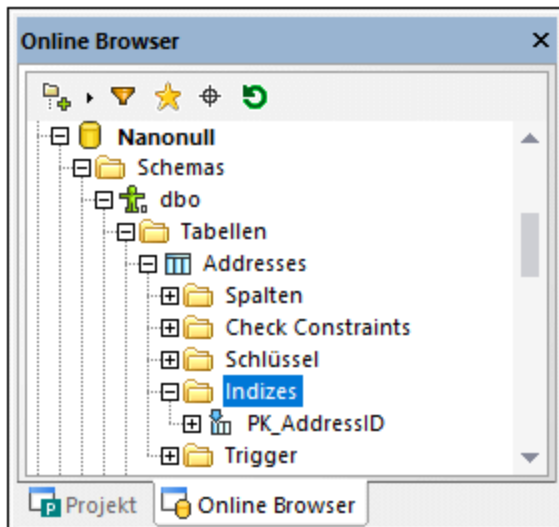 Online Browser
Nanonull
Schemas
dbo
Tabellen
Addresses
Spalten
Check Constraints
Schlüssel
Indizes
PK_AddressID
Trigger
Projekt Online Browser